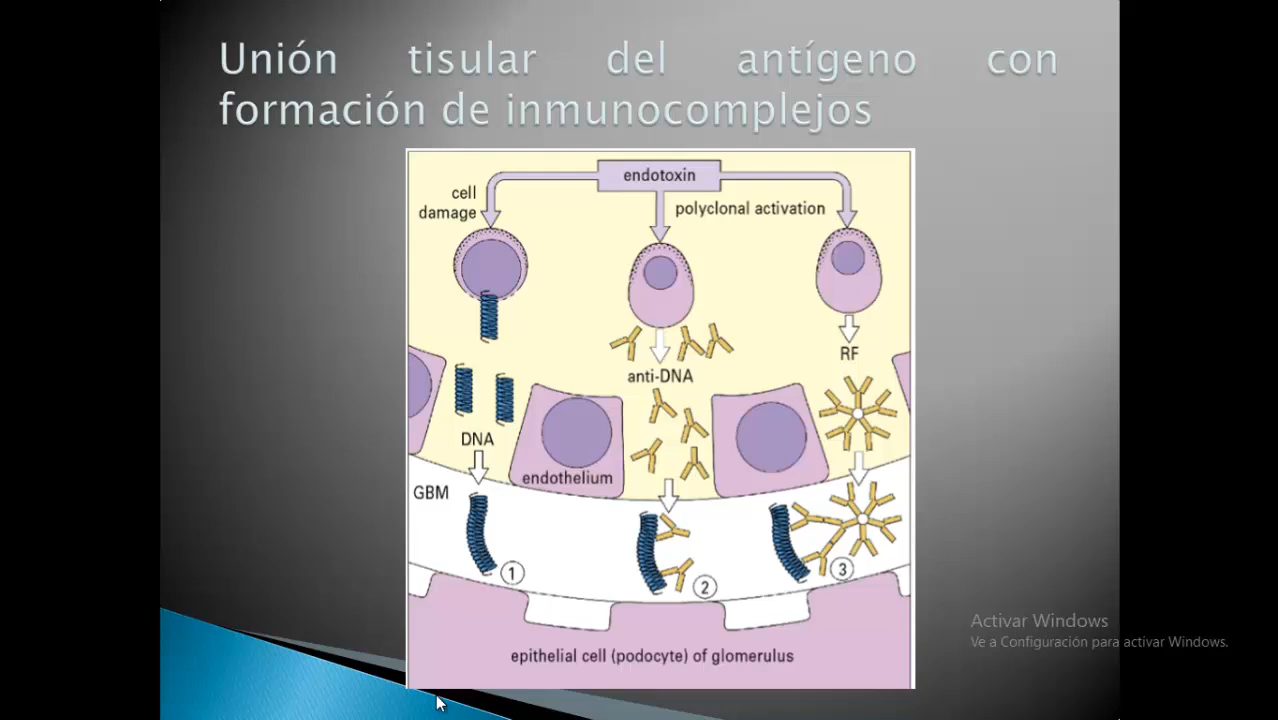 Unión tisular del antígeno con
formación de inmunocomplejos
endotoxin
cell
damage
polyclonal activation
RF
anti-DNA
DNA
endothelium
GBM
1
2
3
epithelial cell (podocyte) of glomerulus
Activar Windows
Ve a Configuración para activar Windows.